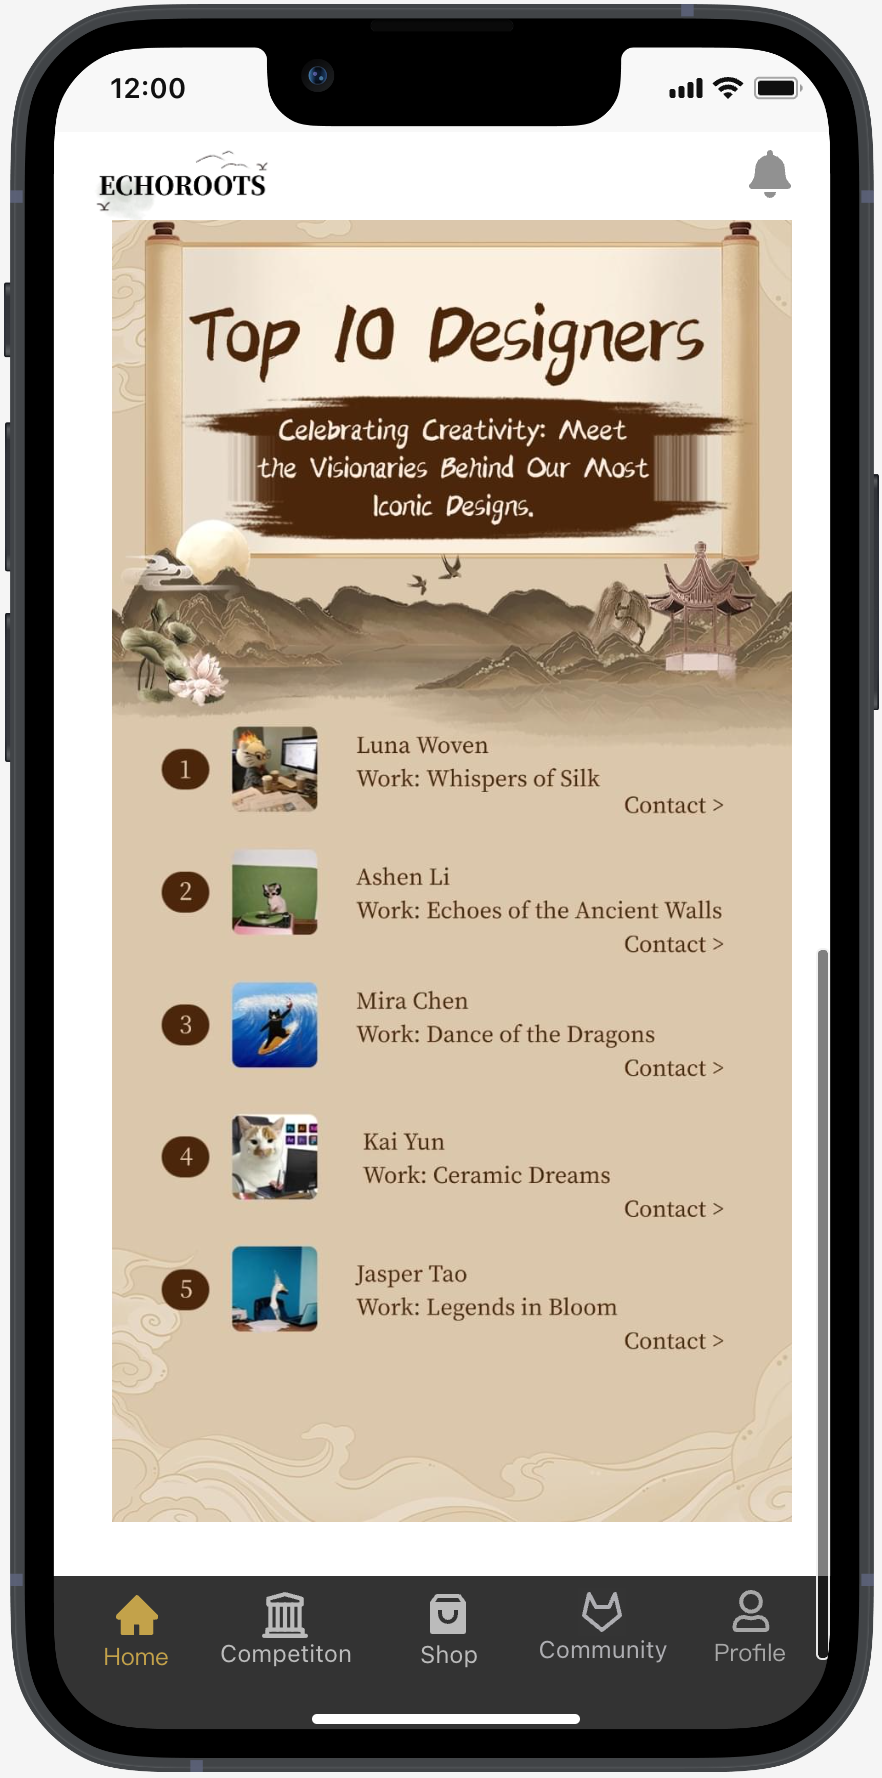 12:00
ECHOROOTS
Top 10 Designers
Celebrating Creativity: Meet
the Visionaries Behind Our Most
Iconic Designs.
1
Luna Woven
Work: Whispers of Silk
Contact >
2
Ashen Li
Work: Echoes of the Ancient Walls
Contact >
3
Mira Chen
Work: Dance of the Dragons
Contact >
4
Kai Yun
Work: Ceramic Dreams
Contact >
5
Jasper Tao
Work: Legends in Bloom
Contact >
Home
Competiton
Shop
Community
Profile